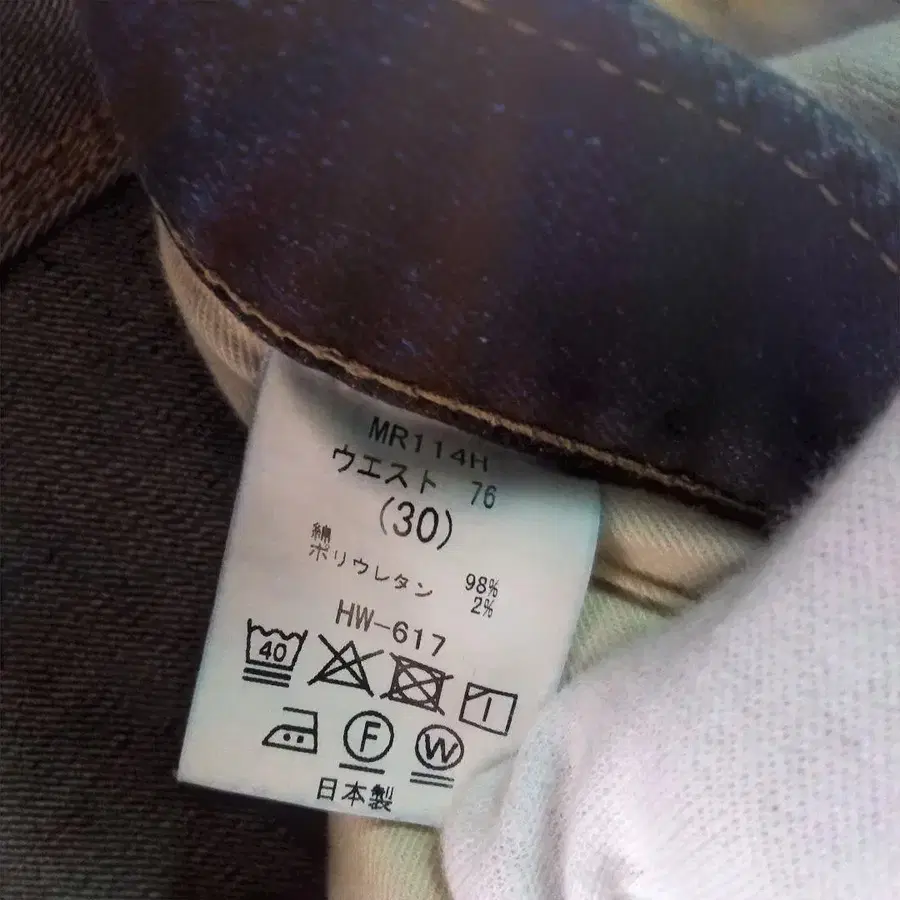 MR114H
ウエスト 76
(30)
綿 98%
ポリウレタン 2%
HW-617
40
F
W
日本製